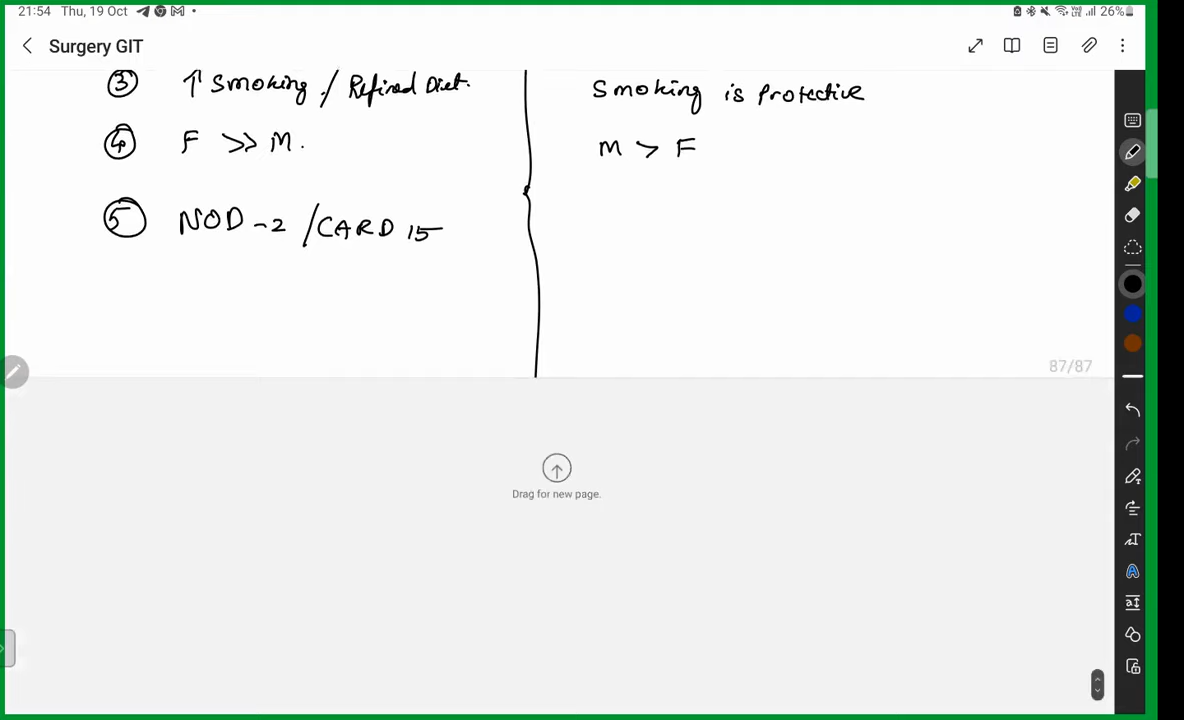 21:54 Thu, 19 Oct
26%
Surgery GIT
③ ↑ Smoking / Refined Diet.
Smoking is Protective
④ F >> M.
M > F
⑤ NOD-2 / CARD 15
87/87
Drag for new page.